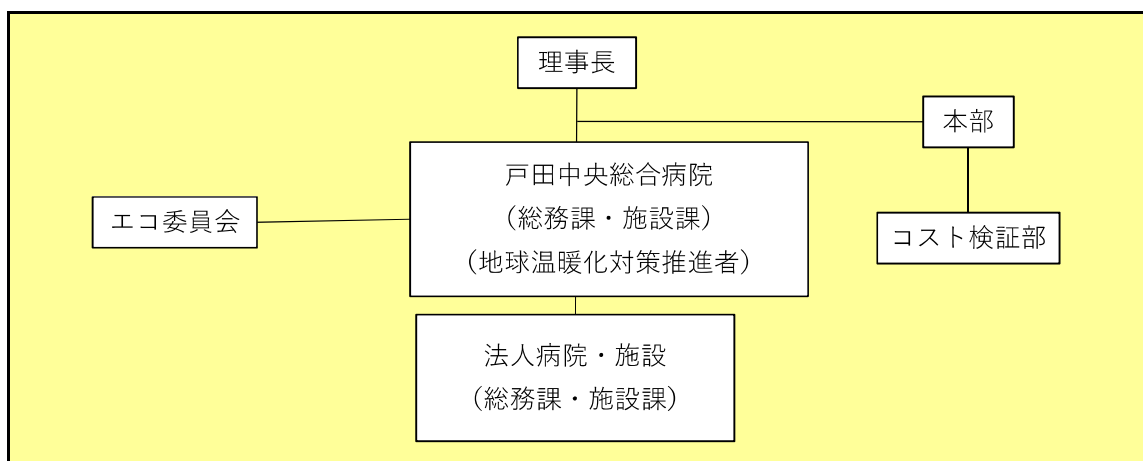 理事長
本部
戸田中央総合病院
（総務課・施設課）
（地球温暖化対策推進者）
エコ委員会
コスト検証部
法人病院・施設
（総務課・施設課）